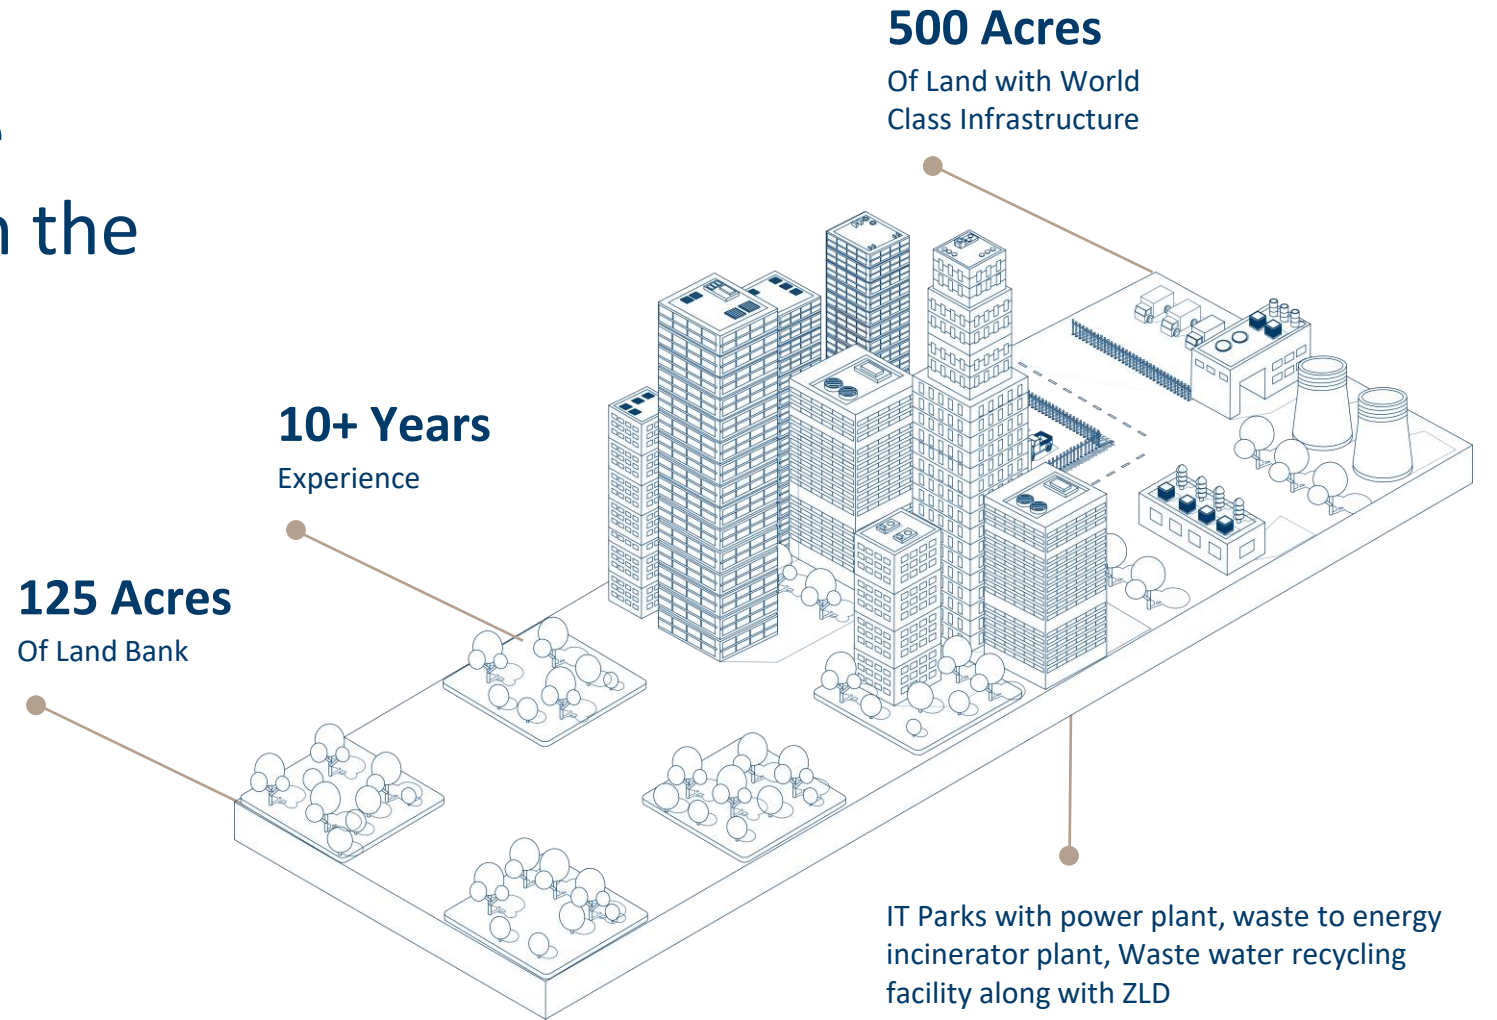 500 Acres
Of Land with World
Class Infrastructure
the
10+ Years
Experience
125 Acres
Of Land Bank
IT Parks with power plant, waste to energy
incinerator plant, Waste water recycling
facility along with ZLD